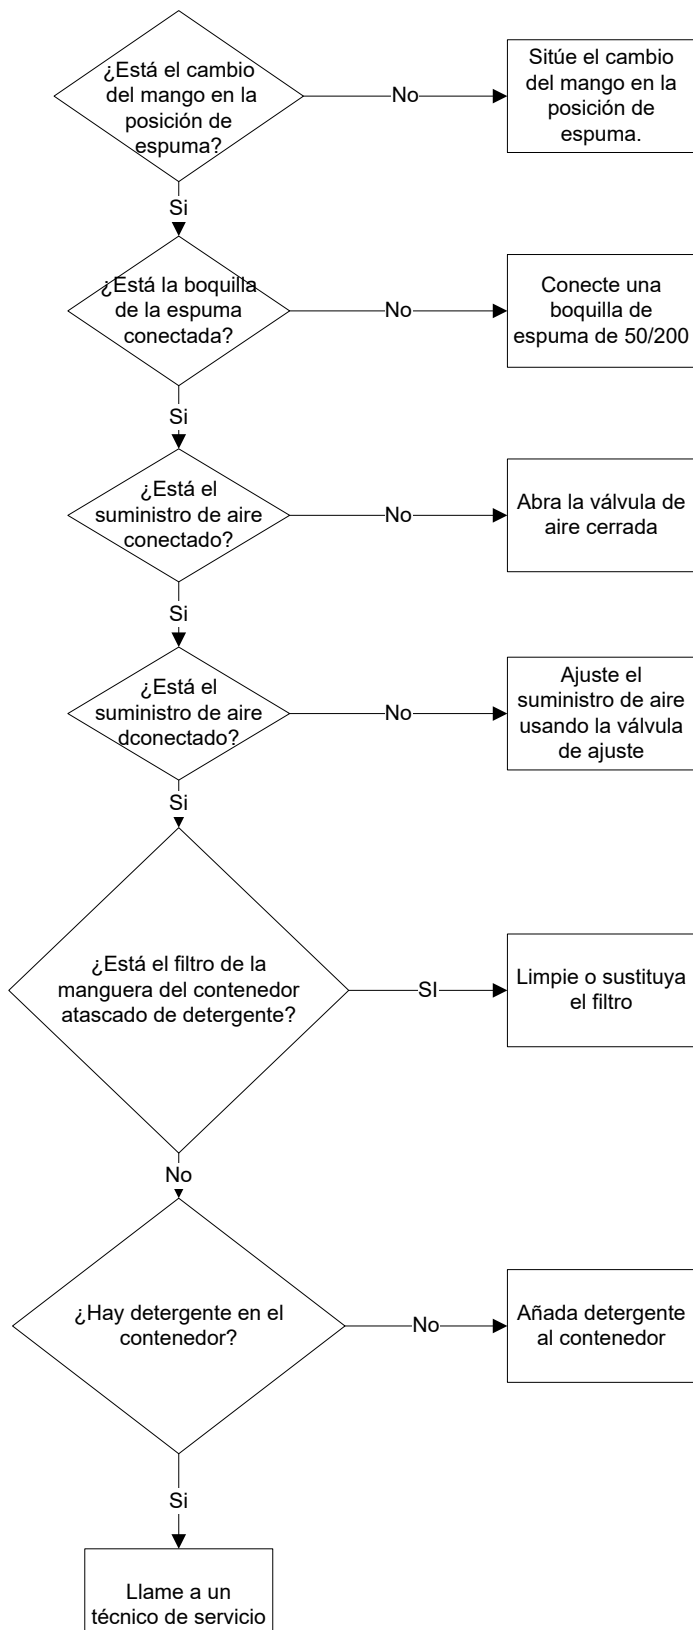 ¿Está el cambio
del mango en la
posición de
espuma?
No
Sitúe el cambio
del mango en la
posición de
espuma.
Si
¿Está la boquilla
de la espuma
conectada?
No
Conecte una
boquilla de
espuma de 50/200
Si
¿Está el
suministro de aire
conectado?
No
Abra la válvula de
aire cerrada
Si
¿Está el
suministro de aire
dconectado?
No
Ajuste el
suministro de aire
usando la válvula
de ajuste
Si
¿Está el filtro de la
manguera del contenedor
atascado de detergente?
SI
Limpie o sustituya
el filtro
No
¿Hay detergente en el
contenedor?
No
Añada detergente
al contenedor
Si
Llame a un
técnico de servicio